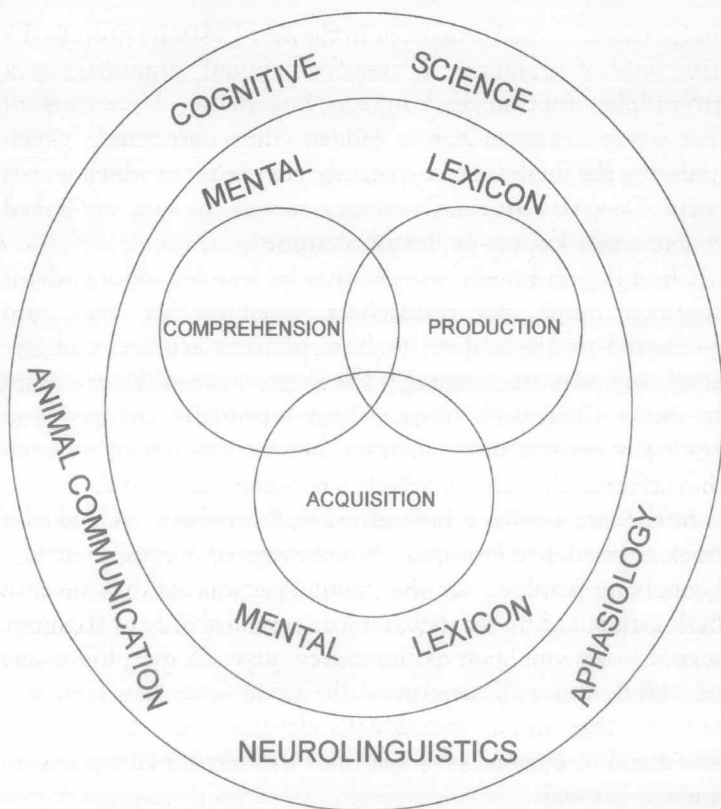 COGNITIVE SCIENCE
MENTAL LEXICON
COMPREHENSION
PRODUCTION
ANIMAL COMMUNICATION
ACQUISITION
APHASIOLOGY
MENTAL LEXICON
NEUROLINGUISTICS